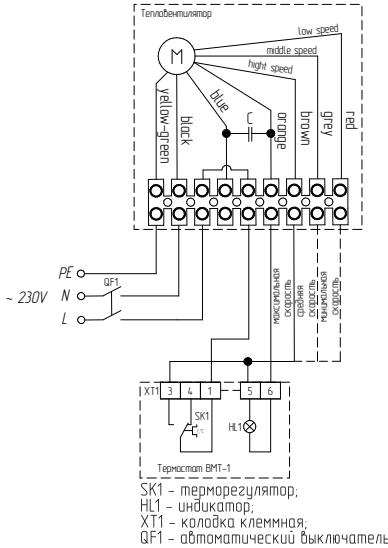 Тепловентилятор
low speed
middle speed
hight speed
M
yellow-green
black
blue
C
orange
brown
grey
red
PE
~ 230V
N
QF1
L
максимальная
скорость
средняя
скорость
минимальная
скорость
XT1
3
4
1
5
6
SK1
t,°C
HL1
Термостат ВМТ-1
SK1 - терморегулятор;
HL1 - индикатор;
XT1 - колодка клеммная;
QF1 - автоматический выключатель